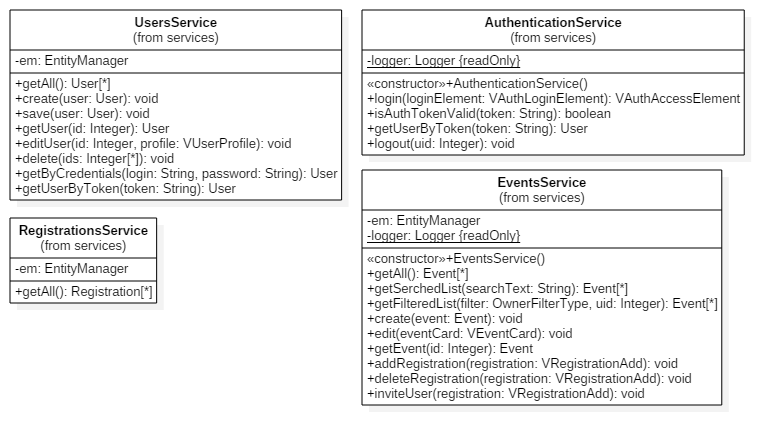 UsersService
(from services)
-em: EntityManager
+getAll(): User[*]
+create(user: User): void
+save(user: User): void
+getUser(id: Integer): User
+editUser(id: Integer, profile: VUserProfile): void
+delete(ids: Integer[*]): void
+getByCredentials(login: String, password: String): User
+getUserByToken(token: String): User
AuthenticationService
(from services)
-logger: Logger {readOnly}
«constructor»+AuthenticationService()
+login(loginElement: VAuthLoginElement): VAuthAccessElement
+isAuthTokenValid(token: String): boolean
+getUserByToken(token: String): User
+logout(uid: Integer): void
RegistrationsService
(from services)
-em: EntityManager
+getAll(): Registration[*]
EventsService
(from services)
-em: EntityManager
-logger: Logger {readOnly}
«constructor»+EventsService()
+getAll(): Event[*]
+getSerchedList(searchText: String): Event[*]
+getFilteredList(filter: OwnerFilterType, uid: Integer): Event[*]
+create(event: Event): void
+edit(eventCard: VEventCard): void
+getEvent(id: Integer): Event
+addRegistration(registration: VRegistrationAdd): void
+deleteRegistration(registration: VRegistrationAdd): void
+inviteUser(registration: VRegistrationAdd): void